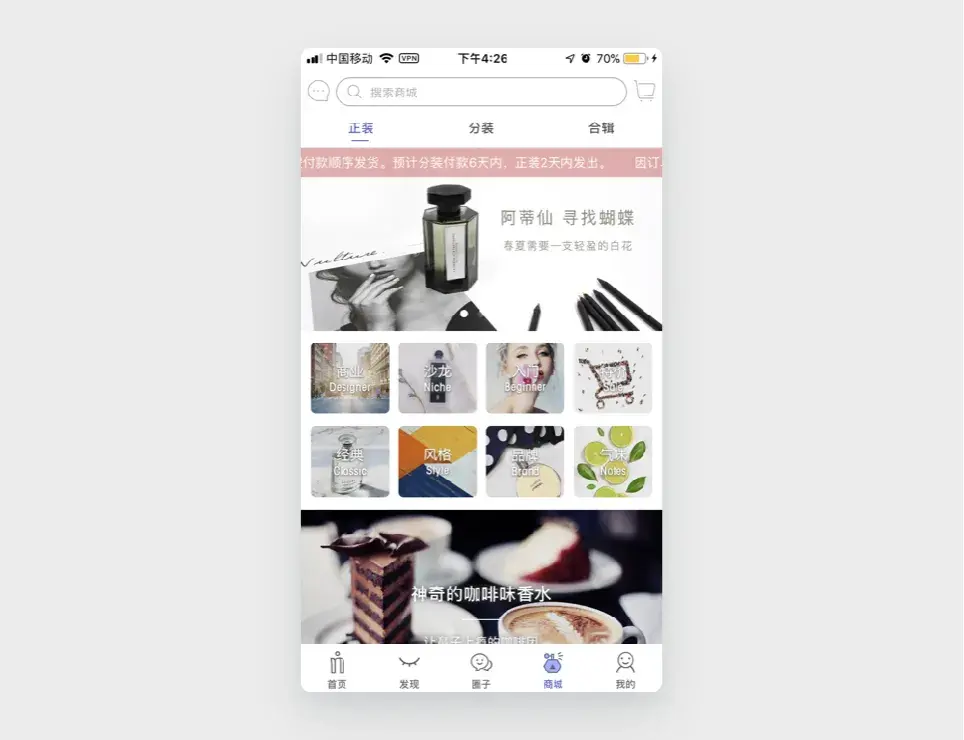 中国移动 VPN 下午4:26 70%
搜索商城
正装 分装 合辑
付款顺序发货。预计分装付款6天内，正装2天内发出。 因订
阿蒂仙 寻找蝴蝶
春夏需要一支轻盈的白花
Vulture
商业 沙龙 入门 特价
Designer Niche Beginner Sale
经典 风格 品牌 气味
Classic Style Brand Notes
神奇的咖啡味香水
让鼻子上瘾的咖啡因
首页 发现 圈子 商城 我的